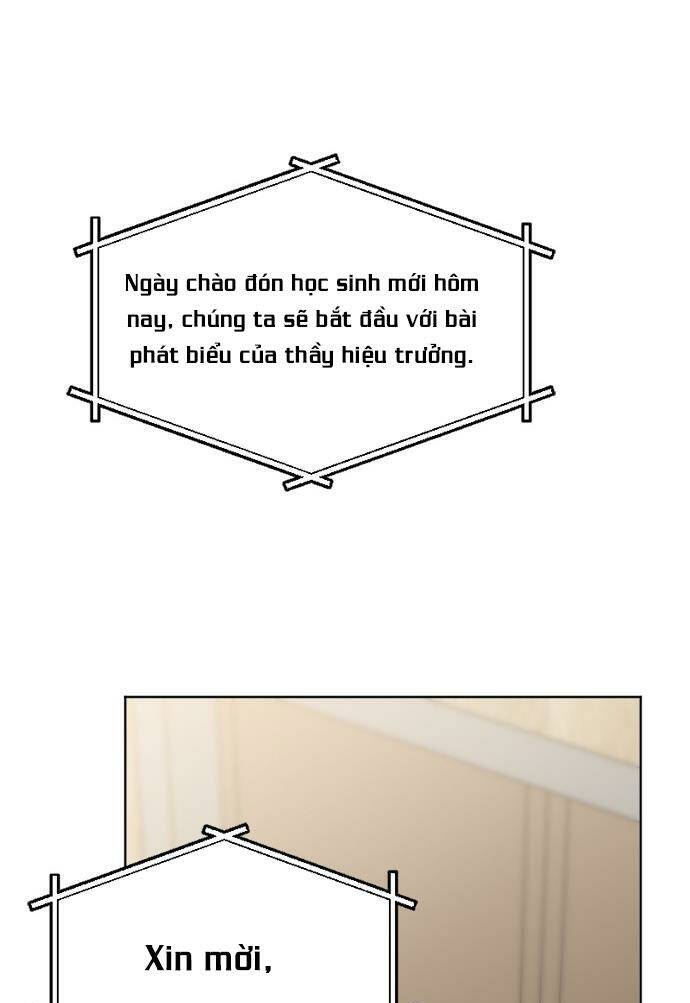 Ngày chào đón học sinh mới hôm
nay, chúng ta sẽ bắt đầu với bài
phát biểu của thầy hiệu trưởng.
Xin mời,